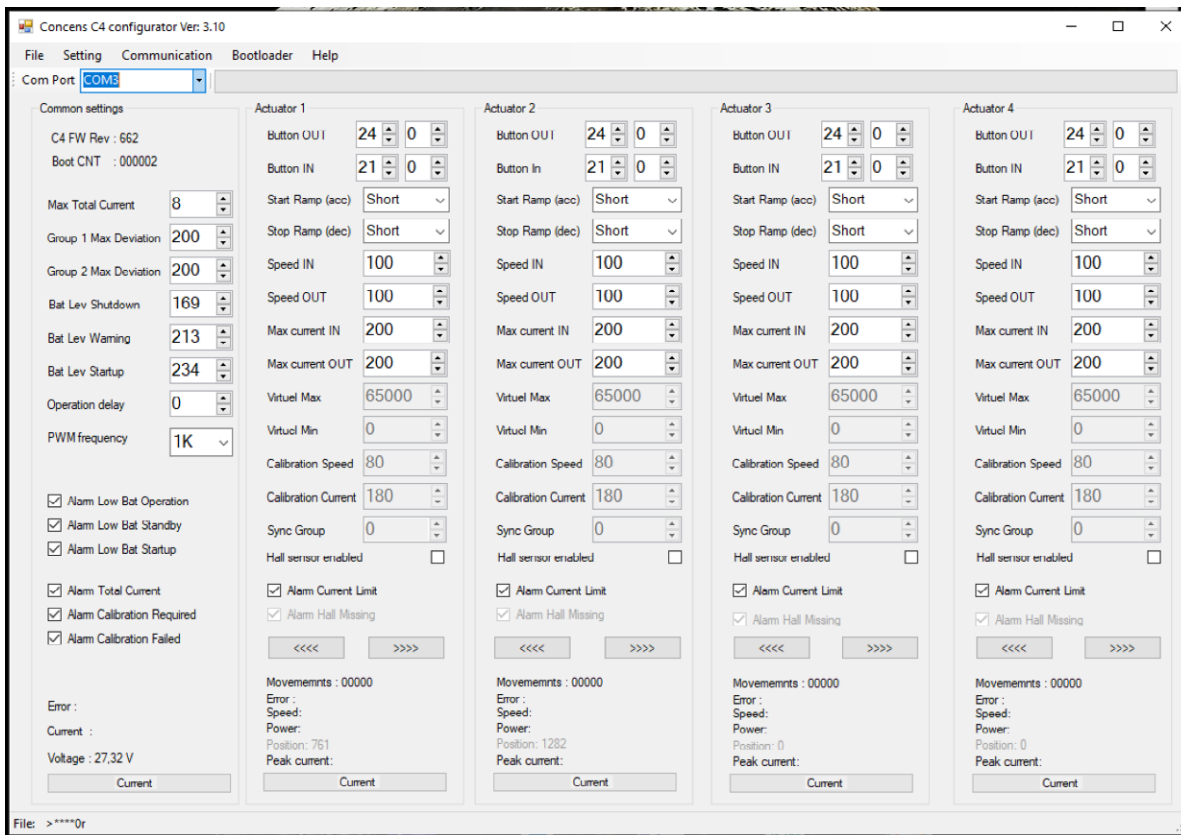 Concens C4 configurator Ver: 3.10
File Setting Communication Bootloader Help
Com Port COM3
Common settings
C4 FW Rev : 662
Boot CNT : 000002
Max Total Current 8
Group 1 Max Deviation 200
Group 2 Max Deviation 200
Bat Lev Shutdown 169
Bat Lev Warning 213
Bat Lev Startup 234
Operation delay 0
PWM frequency 1K
Alarm Low Bat Operation
Alarm Low Bat Standby
Alarm Low Bat Startup
Alarm Total Current
Alarm Calibration Required
Alarm Calibration Failed
Error :
Current :
Voltage : 27,32 V
Current
Actuator 1
Button OUT 24 0
Button IN 21 0
Start Ramp (acc) Short
Stop Ramp (dec) Short
Speed IN 100
Speed OUT 100
Max current IN 200
Max current OUT 200
Virtuel Max 65000
Virtuel Min 0
Calibration Speed 80
Calibration Current 180
Sync Group 0
Hall sensor enabled
Alarm Current Limit
Alarm Hall Missing
<<<< >>>>
Movememnts : 00000
Error :
Speed:
Power:
Position: 761
Peak current:
Current
Actuator 2
Button OUT 24 0
Button In 21 0
Start Ramp (acc) Short
Stop Ramp (dec) Short
Speed IN 100
Speed OUT 100
Max current IN 200
Max current OUT 200
Virtuel Max 65000
Virtuel Min 0
Calibration Speed 80
Calibration Current 180
Sync Group 0
Hall sensor enabled
Alarm Current Limit
Alarm Hall Missing
<<<< >>>>
Movememnts : 00000
Error :
Speed:
Power:
Position: 1282
Peak current:
Current
Actuator 3
Button OUT 24 0
Button IN 21 0
Start Ramp (acc) Short
Stop Ramp (dec) Short
Speed IN 100
Speed OUT 100
Max current IN 200
Max current OUT 200
Virtuel Max 65000
Virtuel Min 0
Calibration Speed 80
Calibration Current 180
Sync Group 0
Hall sensor enabled
Alarm Current Limit
Alarm Hall Missing
<<<< >>>>
Movememnts : 00000
Error :
Speed:
Power:
Position: 0
Peak current:
Current
Actuator 4
Button OUT 24 0
Button IN 21 0
Start Ramp (acc) Short
Stop Ramp (dec) Short
Speed IN 100
Speed OUT 100
Max current IN 200
Max current OUT 200
Virtuel Max 65000
Virtuel Min 0
Calibration Speed 80
Calibration Current 180
Sync Group 0
Hall sensor enabled
Alarm Current Limit
Alarm Hall Missing
<<<< >>>>
Movememnts : 00000
Error :
Speed:
Power:
Position: 0
Peak current:
Current
File: >****0r